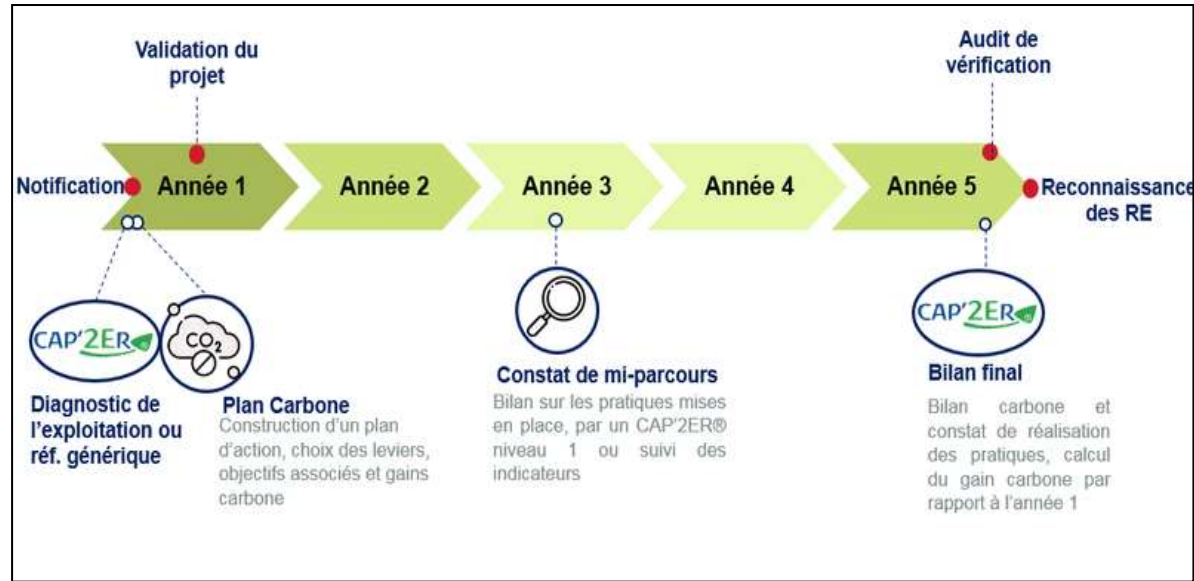 Validation du
projet
Audit de
vérification
Notification
Année 1
Année 2
Année 3
Année 4
Année 5
Reconnaissance
des RE
CAP'2ER®
CO₂
Diagnostic de
l'exploitation ou
réf. générique
Plan Carbone
Construction d'un plan
d'action, choix des leviers,
objectifs associés et gains
carbone
Constat de mi-parcours
Bilan sur les pratiques mises
en place, par un CAP'2ER®
niveau 1 ou suivi des
indicateurs
CAP'2ER®
Bilan final
Bilan carbone et
constat de réalisation
des pratiques, calcul
du gain carbone par
rapport à l'année 1